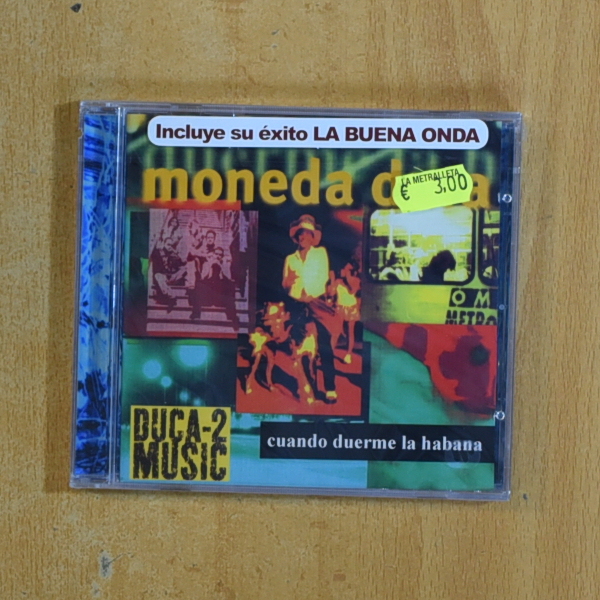 Incluye su éxito LA BUENA ONDA
moneda d a
LA METRALLETA
€ 3,00
O M
METRO
DUCA-2
MUSIC
cuando duerme la habana